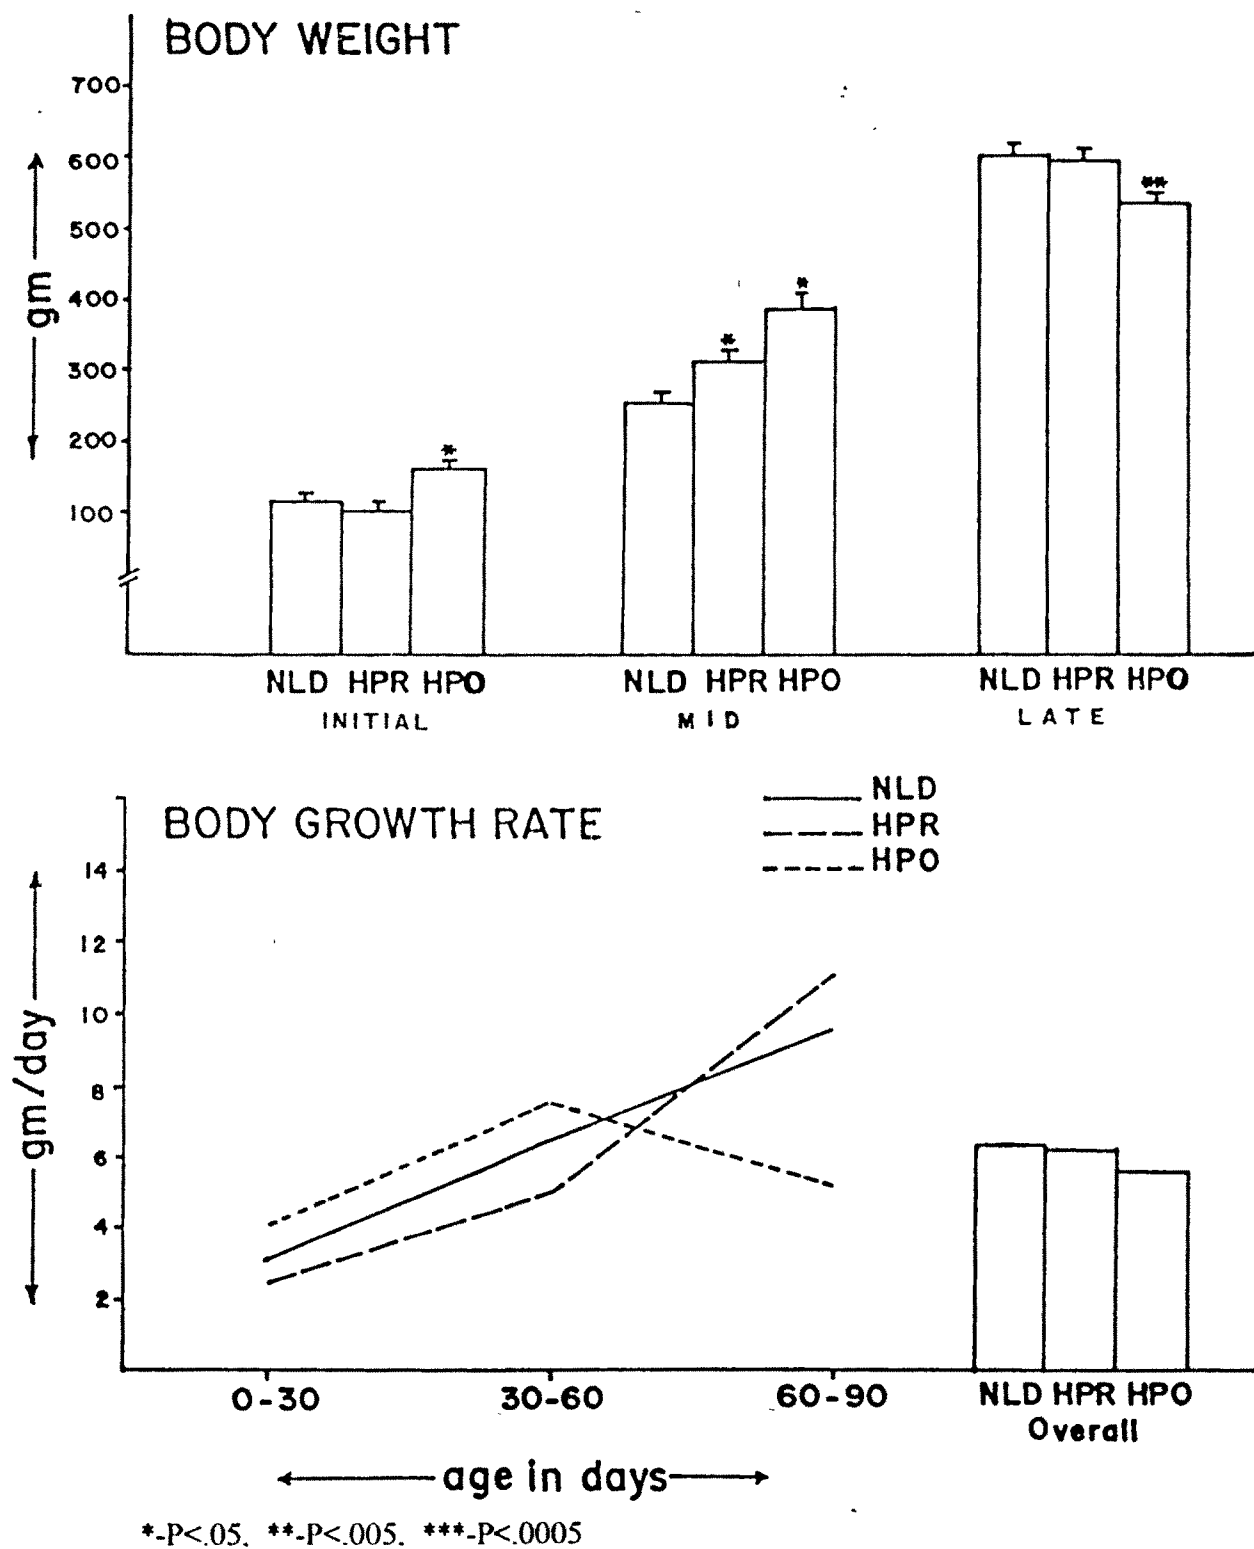 BODY WEIGHT
700
600
500
400
300
200
100
gm
*
*
*
**
NLD HPR HPO
INITIAL
NLD HPR HPO
MID
NLD HPR HPO
LATE
BODY GROWTH RATE
NLD
HPR
HPO
14
12
10
8
6
4
2
gm/day
0-30
30-60
60-90
NLD HPR HPO
Overall
age in days
*-P<.05, **-P<.005, ***-P<.0005